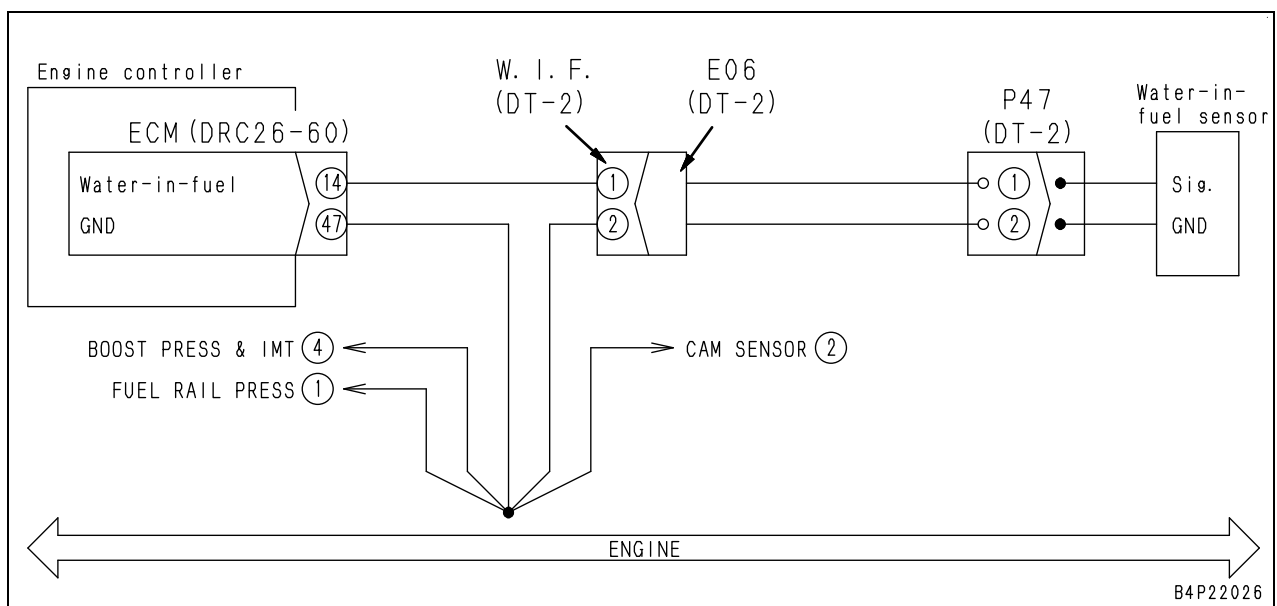 Engine controller
ECM (DRC26-60)
W. I. F.
(DT-2)
E06
(DT-2)
P47
(DT-2)
Water-in-
fuel sensor
Water-in-fuel
14
1
1
Sig.
GND
47
2
2
GND
BOOST PRESS & IMT 4
CAM SENSOR 2
FUEL RAIL PRESS 1
ENGINE
B4P22026